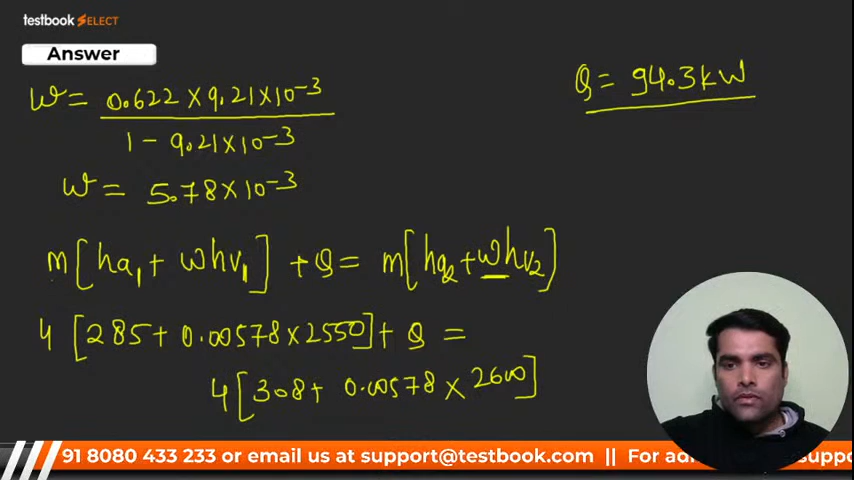 testbook SELECT
Answer
W = 0.622 × 9.21×10⁻³
1 − 9.21×10⁻³
Q = 94.3kW
W = 5.78×10⁻³
m[ha₁ + Whv₁] + Q = m[ha₂ + whv₂]
4[285 + 0.00578×2550] + Q =
4[308 + 0.00578 × 2600]
91 8080 433 233 or email us at support@testbook.com || For ad